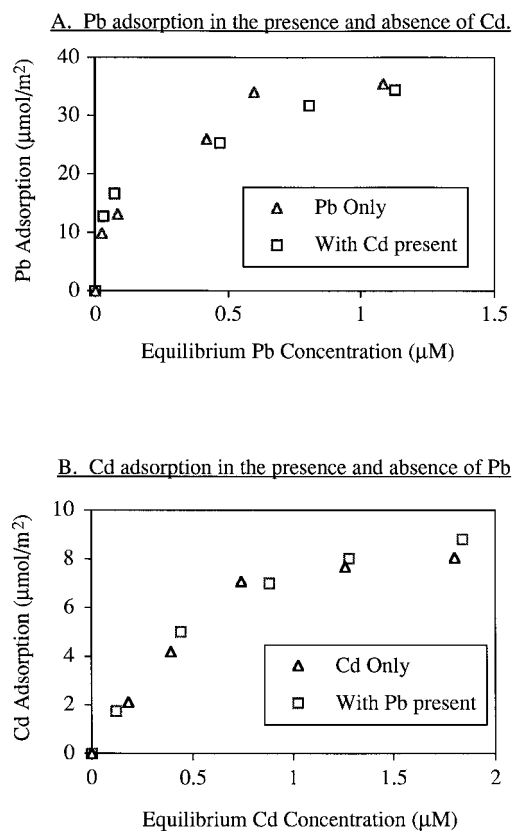 A. Pb adsorption in the presence and absence of Cd.
40
30
20
10
0
Pb Adsorption (μmol/m²)
Pb Only
With Cd present
0 0.5 1 1.5
Equilibrium Pb Concentration (μM)
B. Cd adsorption in the presence and absence of Pb
10
8
6
4
2
0
Cd Adsorption (μmol/m²)
Cd Only
With Pb present
0 0.5 1 1.5 2
Equilibrium Cd Concentration (μM)